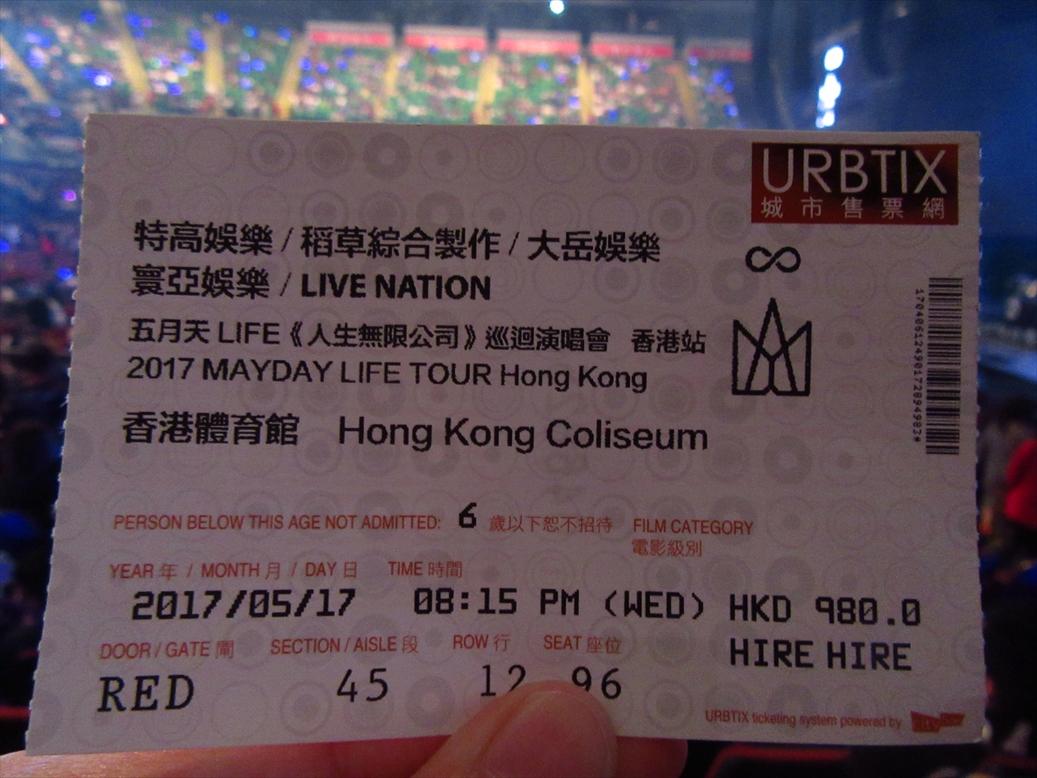 URBTIX
城市售票網
特高娛樂 / 稻草綜合製作 / 大岳娛樂
寰亞娛樂 / LIVE NATION
五月天 LIFE《人生無限公司》巡迴演唱會 香港站
2017 MAYDAY LIFE TOUR Hong Kong
香港體育館 Hong Kong Coliseum
PERSON BELOW THIS AGE NOT ADMITTED: 6 歲以下恕不招待 FILM CATEGORY
電影級別
YEAR 年 / MONTH 月 / DAY 日 TIME 時間
2017/05/17 08:15 PM (WED) HKD 980.0
DOOR / GATE 閘 SECTION / AISLE 段 ROW 行 SEAT 座位
HIRE HIRE
RED 45 12 96
URBTIX ticketing system powered by